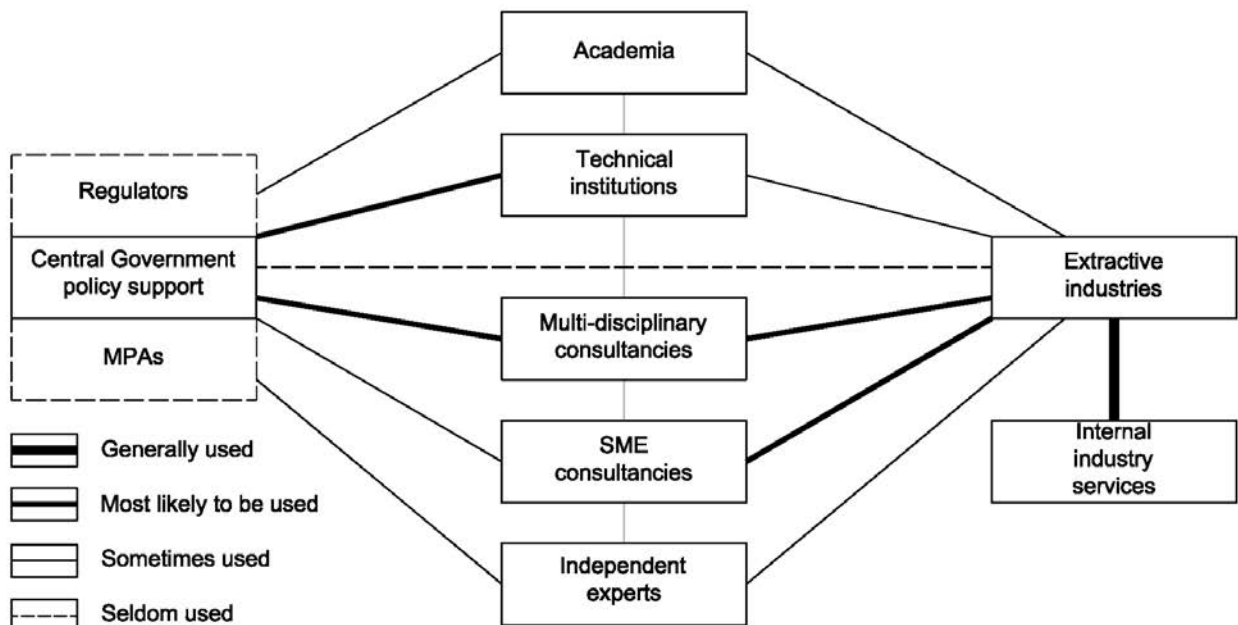 Academia
Technical
institutions
Regulators
Central Government
policy support
MPAs
Extractive
industries
Multi-disciplinary
consultancies
SME
consultancies
Internal
industry
services
Independent
experts
Generally used
Most likely to be used
Sometimes used
Seldom used